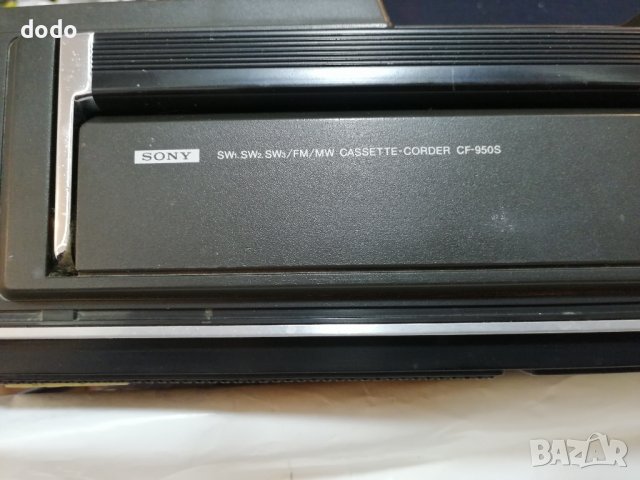 dodo
SONY SW1.SW2.SW3/FM/MW CASSETTE-CORDER CF-950S
BAZAR